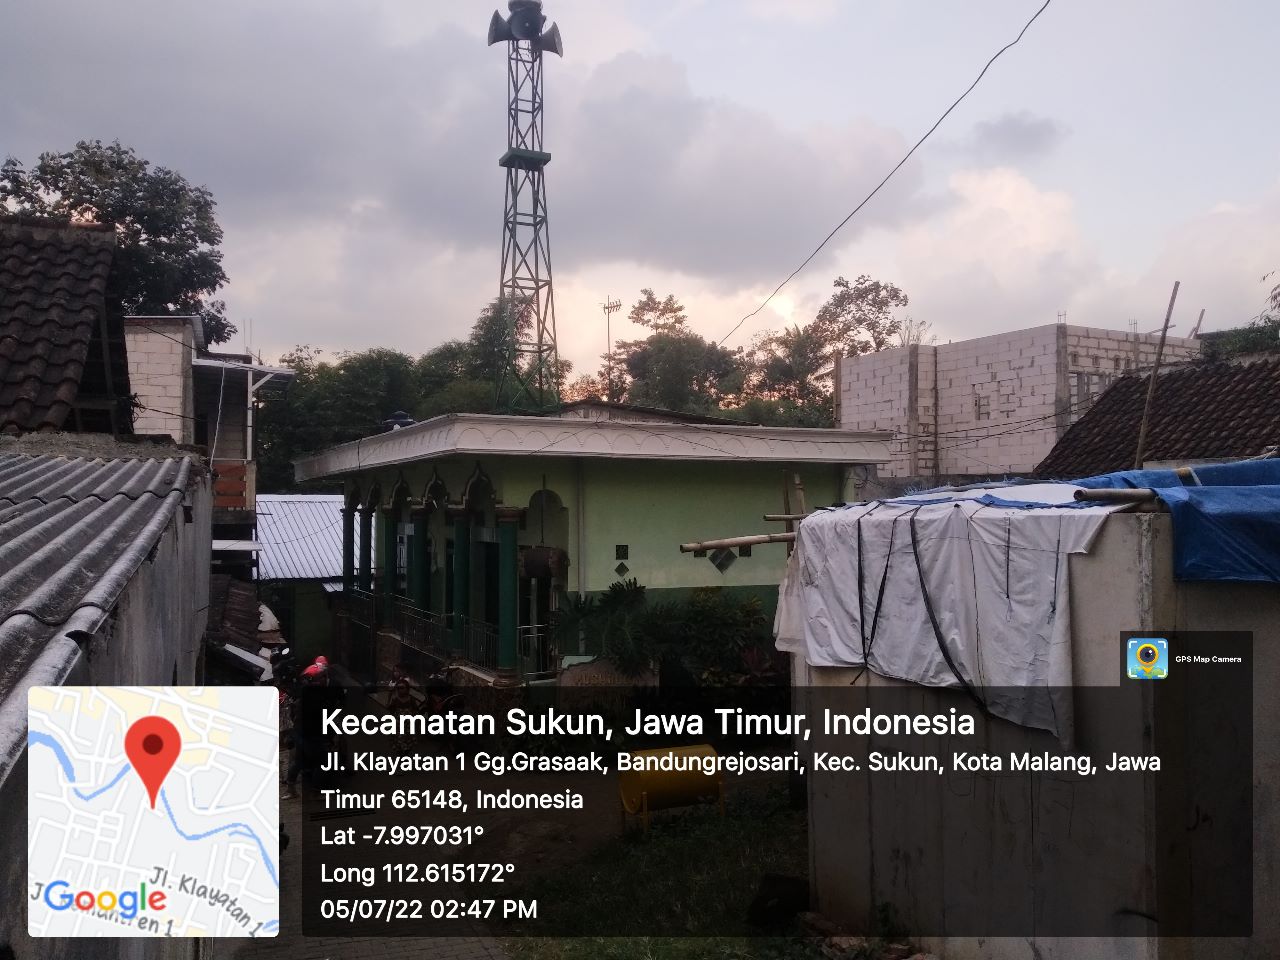 GPS Map Camera
Kecamatan Sukun, Jawa Timur, Indonesia
Jl. Klayatan 1 Gg.Grasaak, Bandungrejosari, Kec. Sukun, Kota Malang, Jawa
Timur 65148, Indonesia
Lat -7.997031°
Long 112.615172°
05/07/22 02:47 PM
Jl. Klayatan 1
Google